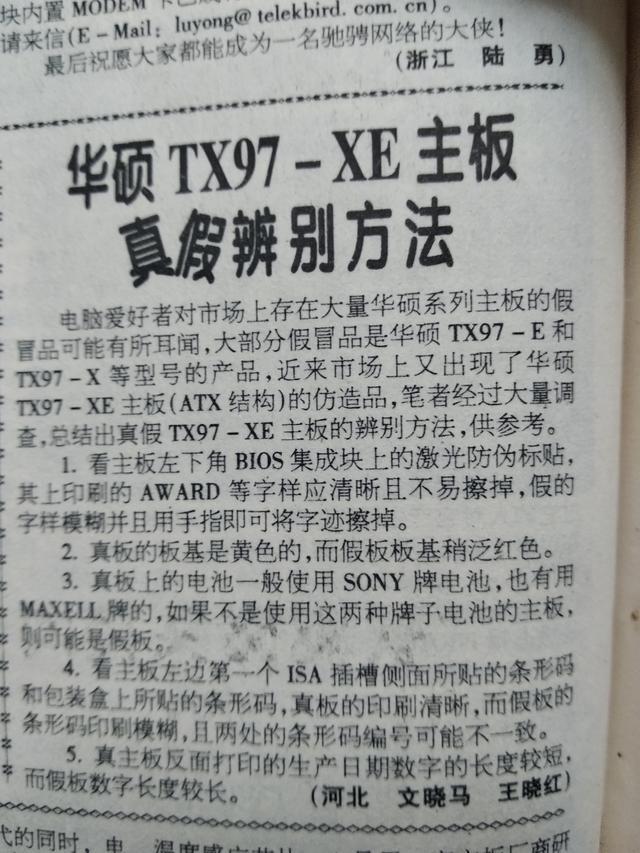 块内置 MODEM 卡
请来信(E-Mail: luyong@telekbird.com.cn)。
最后祝愿大家都能成为一名驰骋网络的大侠!
(浙江 陆 勇)
华硕 TX97-XE 主板
真假辨别方法
电脑爱好者对市场上存在大量华硕系列主板的假
冒品可能有所耳闻,大部分假冒品是华硕 TX97-E 和
TX97-X 等型号的产品,近来市场上又出现了华硕
TX97-XE 主板(ATX 结构)的仿造品,笔者经过大量调
查,总结出真假 TX97-XE 主板的辨别方法,供参考。
1. 看主板左下角 BIOS 集成块上的激光防伪标贴,
其上印刷的 AWARD 等字样应清晰且不易擦掉,假的
字样模糊并且用手指即可将字迹擦掉。
2. 真板的板基是黄色的,而假板板基稍泛红色。
3. 真板上的电池一般使用 SONY 牌电池,也有用
MAXELL 牌的,如果不是使用这两种牌子电池的主板,
则可能是假板。
4. 看主板左边第一个 ISA 插槽侧面所贴的条形码
和包装盒上所贴的条形码,真板的印刷清晰,而假板的
条形码印刷模糊,且两处的条形码编号可能不一致。
5. 真主板反面打印的生产日期数字的长度较短,
而假板数字长度较长。 (河北 文晓马 王晓红)
代的同时,电